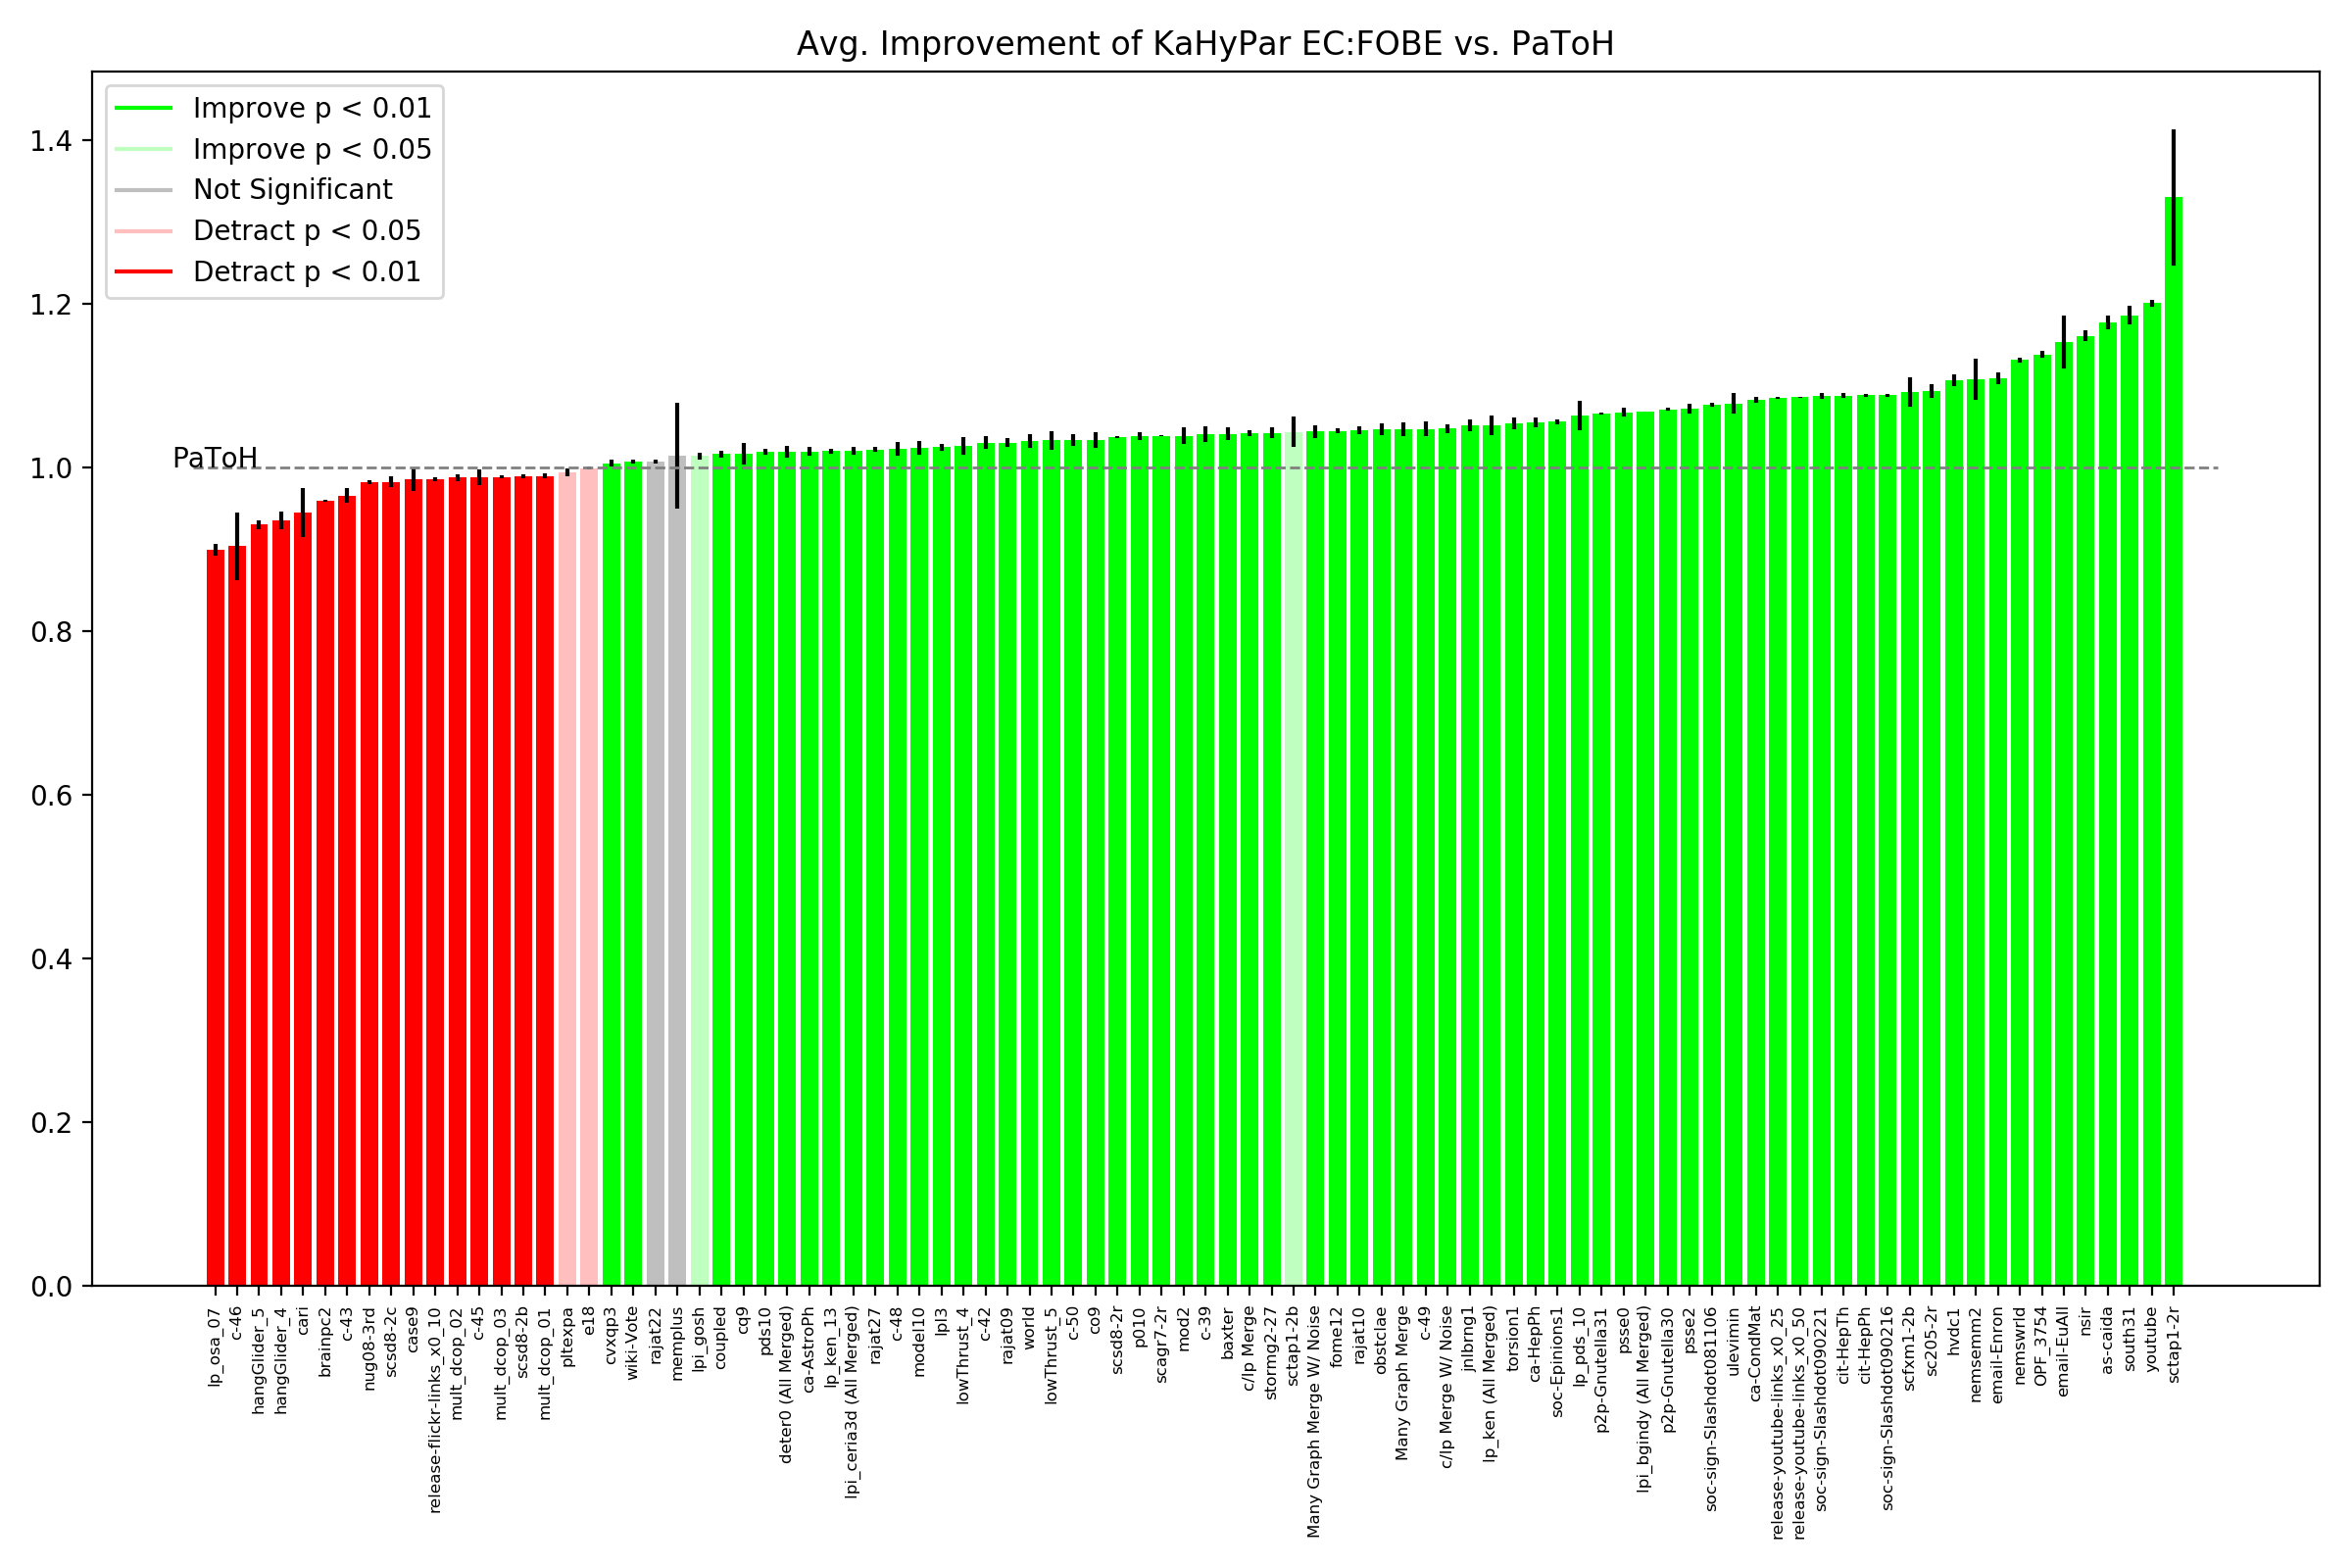 Avg. Improvement of KaHyPar EC:FOBE vs. PaToH
Improve p < 0.01
Improve p < 0.05
Not Significant
Detract p < 0.05
Detract p < 0.01
1.4
1.2
1.0
0.8
0.6
0.4
0.2
0.0
PaToH
lp_osa_07
c-46
hangGlider_5
hangGlider_4
cari
brainpc2
c-43
nug08-3rd
scsd8-2c
case9
release-flickr-links_x0_10
mult_dcop_02
c-45
mult_dcop_03
scsd8-2b
mult_dcop_01
pltexpa
e18
cvxqp3
wiki-Vote
rajat22
memplus
lpi_gosh
coupled
cq9
pds10
deter0 (All Merged)
ca-AstroPh
lp_ken_13
lpi_ceria3d (All Merged)
rajat27
c-48
model10
lpl3
lowThrust_4
c-42
rajat09
world
lowThrust_5
c-50
co9
scsd8-2r
p010
scagr7-2r
mod2
c-39
baxter
c/lp Merge
stormg2-27
sctap1-2b
Many Graph Merge W/ Noise
fome12
rajat10
obstclae
Many Graph Merge
c-49
c/lp Merge W/ Noise
jnlbrng1
lp_ken (All Merged)
torsion1
ca-HepPh
soc-Epinions1
lp_pds_10
p2p-Gnutella31
psse0
lpi_bgindy (All Merged)
p2p-Gnutella30
psse2
soc-sign-Slashdot081106
ulevimin
ca-CondMat
release-youtube-links_x0_25
release-youtube-links_x0_50
soc-sign-Slashdot090221
cit-HepTh
cit-HepPh
soc-sign-Slashdot090216
scfxm1-2b
sc205-2r
hvdc1
nemsemm2
email-Enron
nemswrld
OPF_3754
email-EuAll
nsir
as-caida
south31
youtube
sctap1-2r